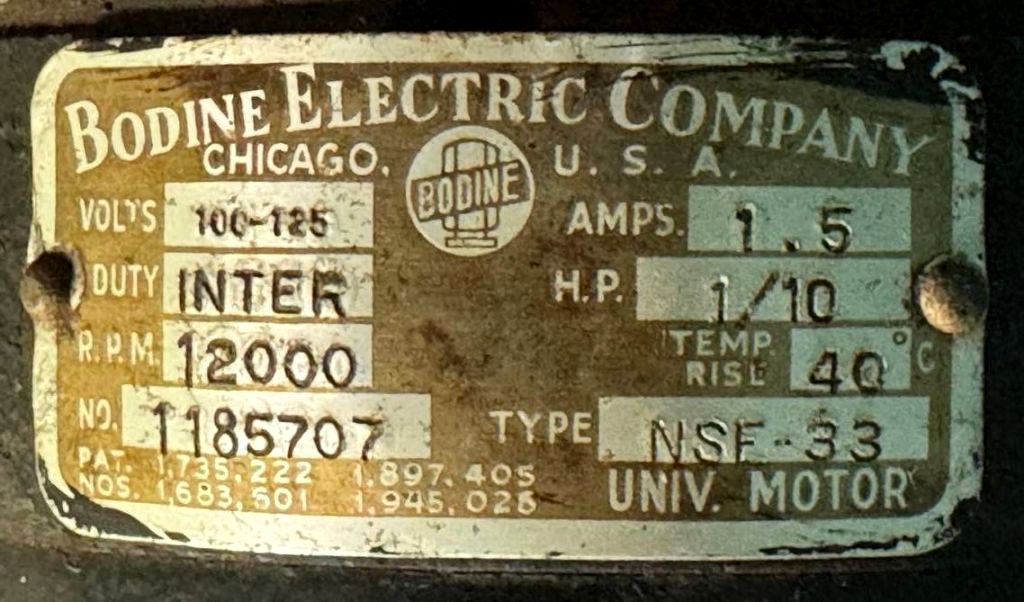 BODINE ELECTRIC COMPANY
CHICAGO, U. S. A.
BODINE
VOLTS 100-125 AMPS. 1.5
DUTY INTER H.P. 1/10
R.P.M. 12000 TEMP RISE 40°C
NO. 1185707 TYPE NSE-33
PAT. 1,735,222 1,897,405
NOS. 1,683,501 1,945,028 UNIV. MOTOR